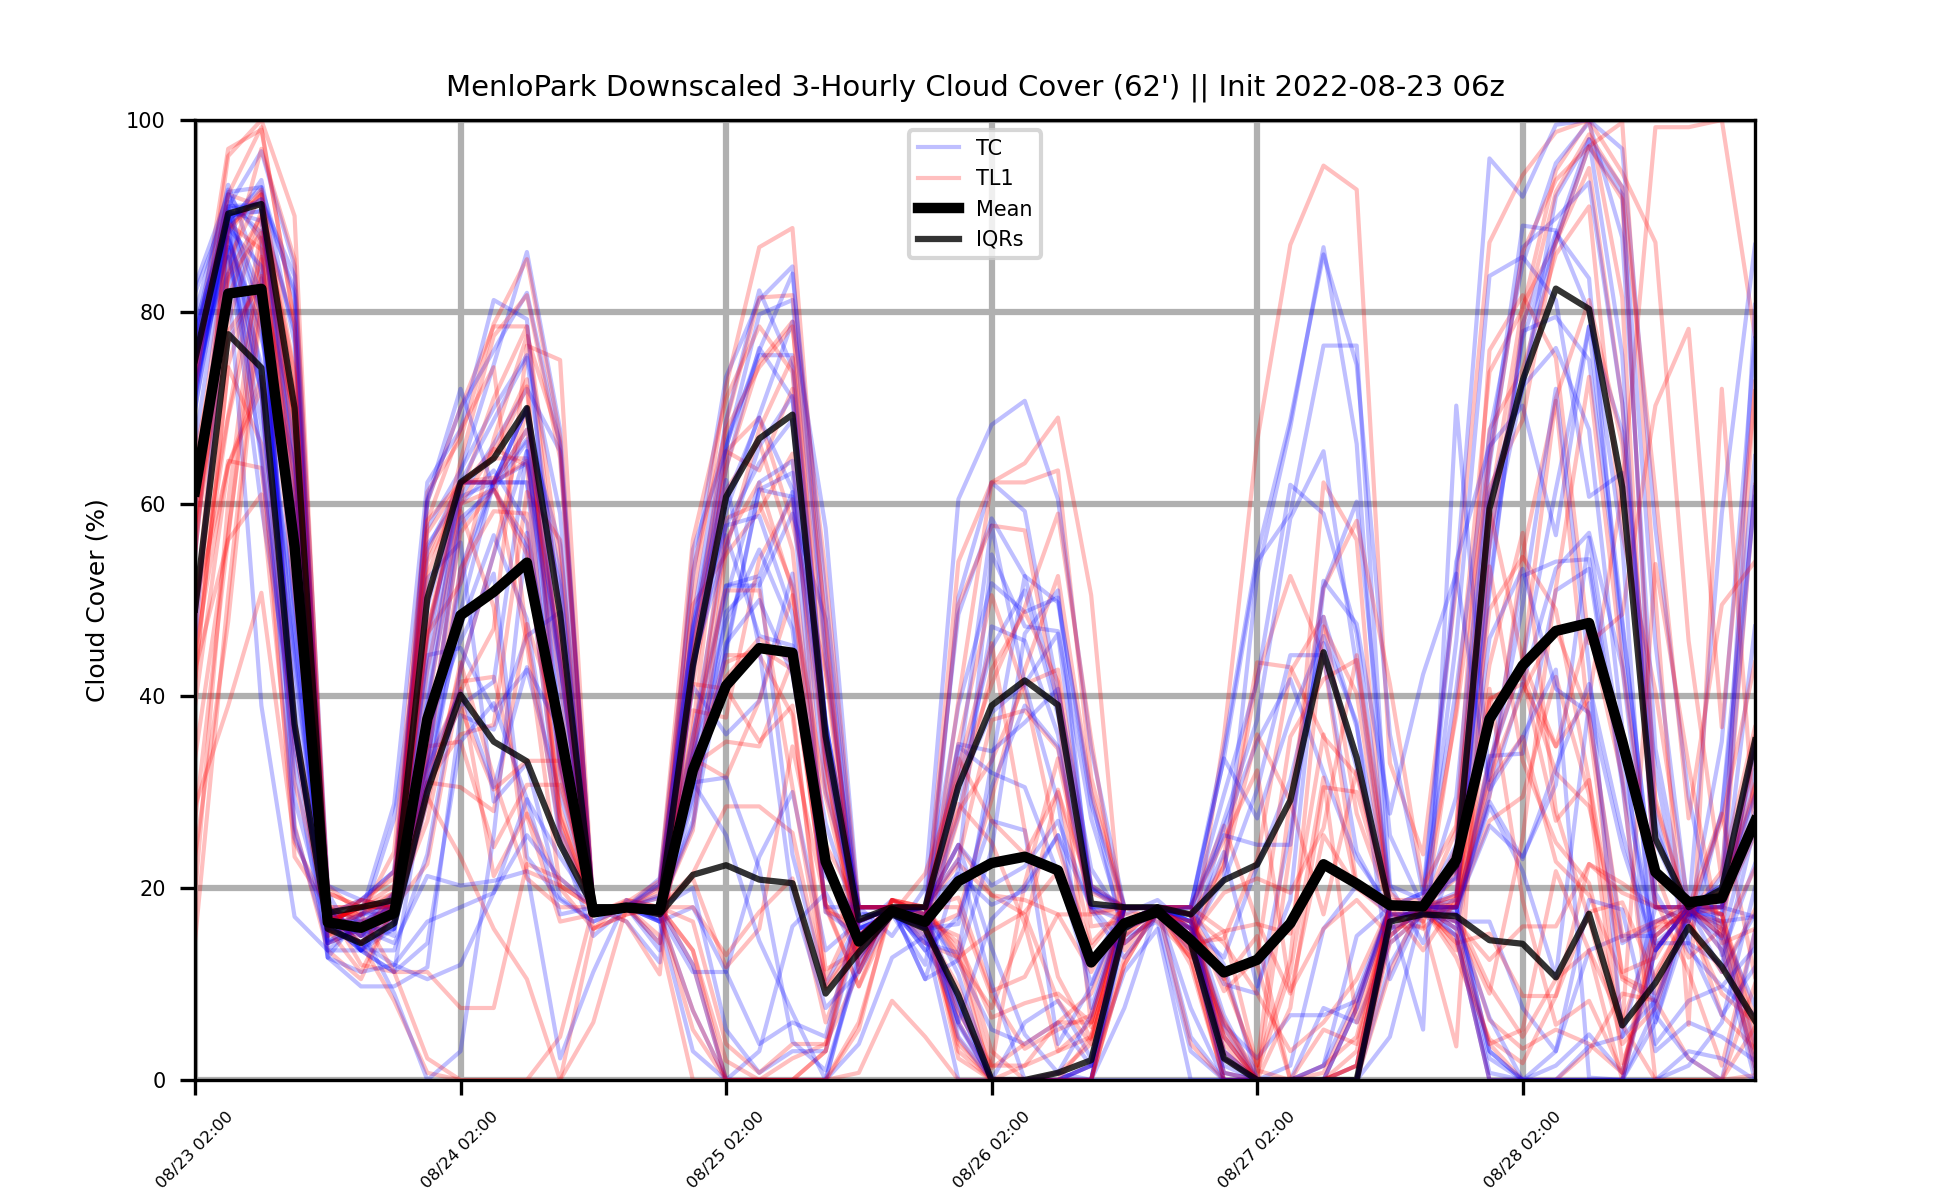 MenloPark Downscaled 3-Hourly Cloud Cover (62') || Init 2022-08-23 06z
TC
TL1
Mean
IQRs
Cloud Cover (%)
100
80
60
40
20
0
08/23 02:00
08/24 02:00
08/25 02:00
08/26 02:00
08/27 02:00
08/28 02:00